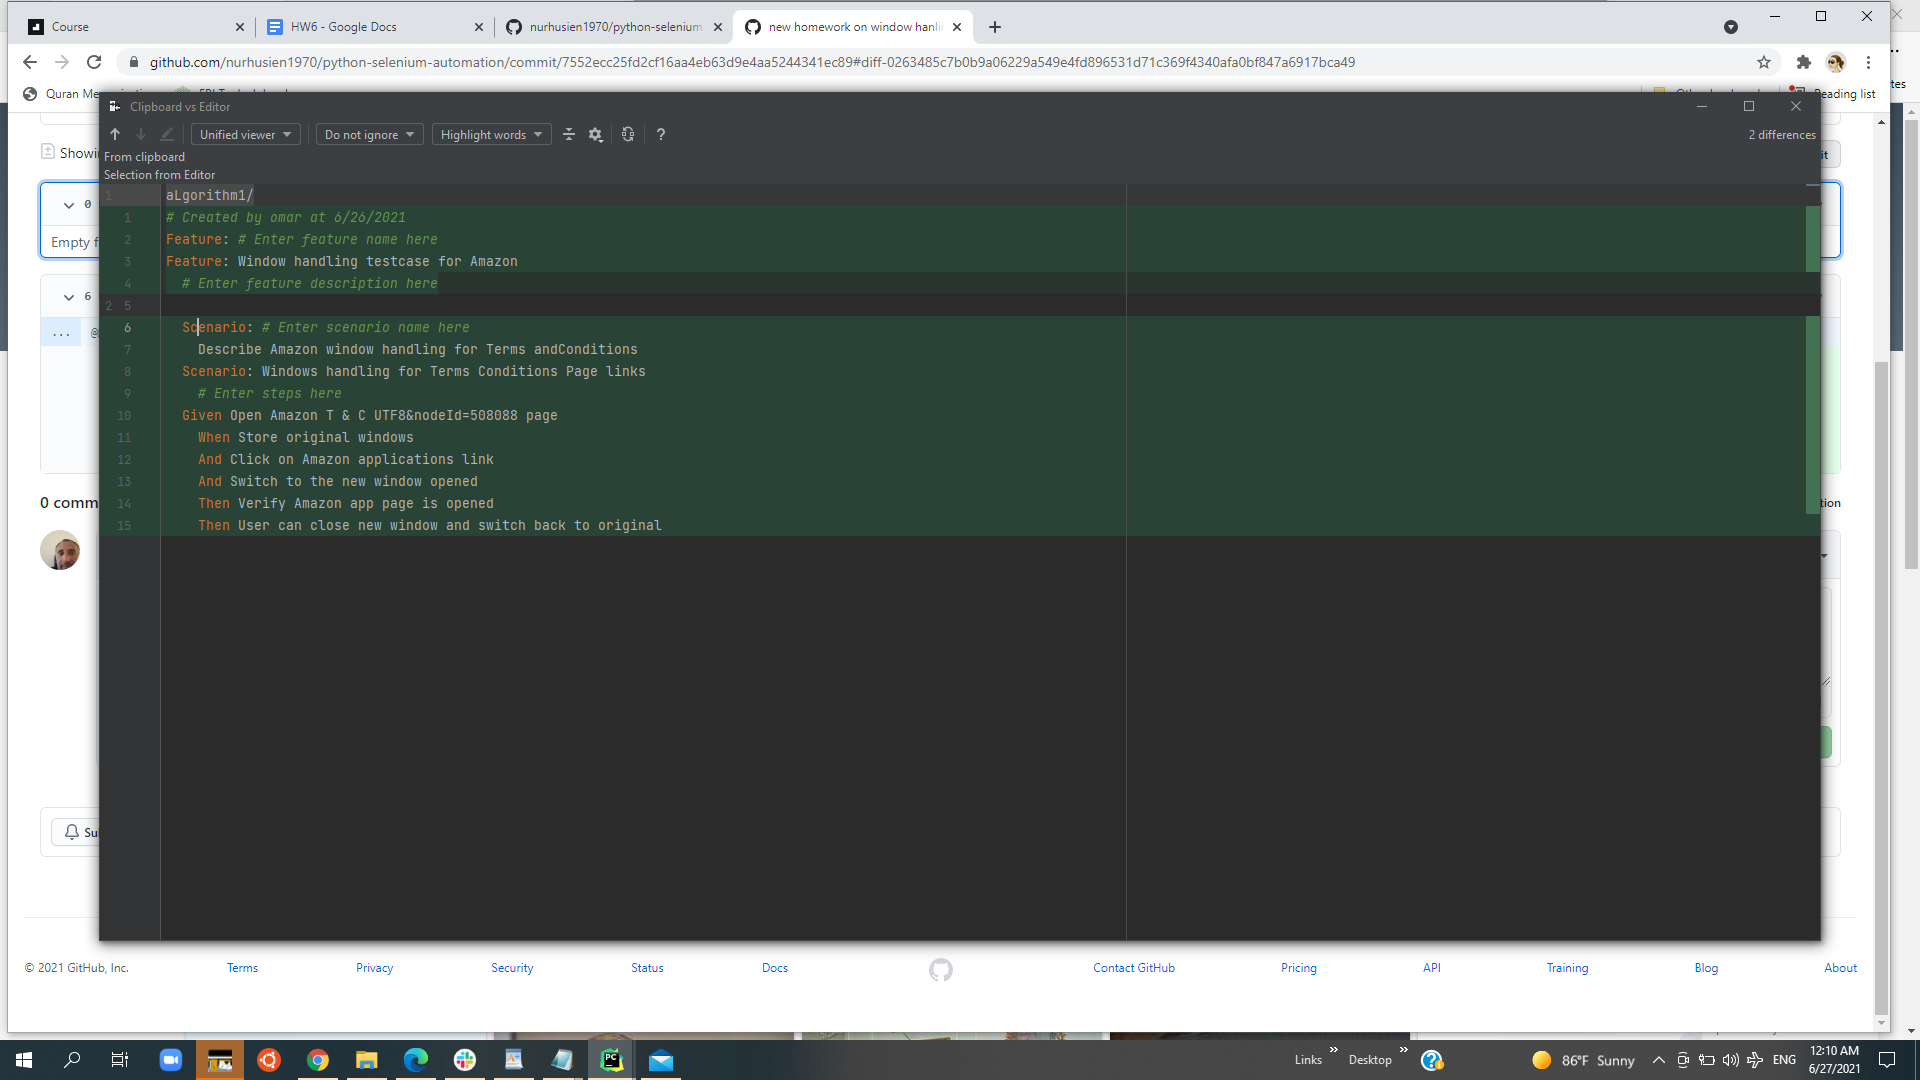 Course
HW6 - Google Docs
nurhusien1970/python-selenium
new homework on window hanli
github.com/nurhusien1970/python-selenium-automation/commit/7552ecc25fd2cf16aa4eb63d9e4aa5244341ec89#diff-0263485c7b0b9a06229a549e4fd896531d71c369f4340afa0bf847a6917bca49
Quran Me
Reading list
tes
Clipboard vs Editor
Unified viewer
Do not ignore
Highlight words
?
2 differences
From clipboard
Selection from Editor
Showi
it
0
Empty f
6
...
1 aLgorithm1/
1 # Created by omar at 6/26/2021
2 Feature: # Enter feature name here
3 Feature: Window handling testcase for Amazon
4 # Enter feature description here
2 5
6 Scenario: # Enter scenario name here
7 Describe Amazon window handling for Terms andConditions
8 Scenario: Windows handling for Terms Conditions Page links
9 # Enter steps here
10 Given Open Amazon T & C UTF8&nodeId=508088 page
11 When Store original windows
12 And Click on Amazon applications link
13 And Switch to the new window opened
14 Then Verify Amazon app page is opened
15 Then User can close new window and switch back to original
0 comm
tion
Su
© 2021 GitHub, Inc.
Terms
Privacy
Security
Status
Docs
Contact GitHub
Pricing
API
Training
Blog
About
Links
Desktop
86°F Sunny
ENG
12:10 AM
6/27/2021